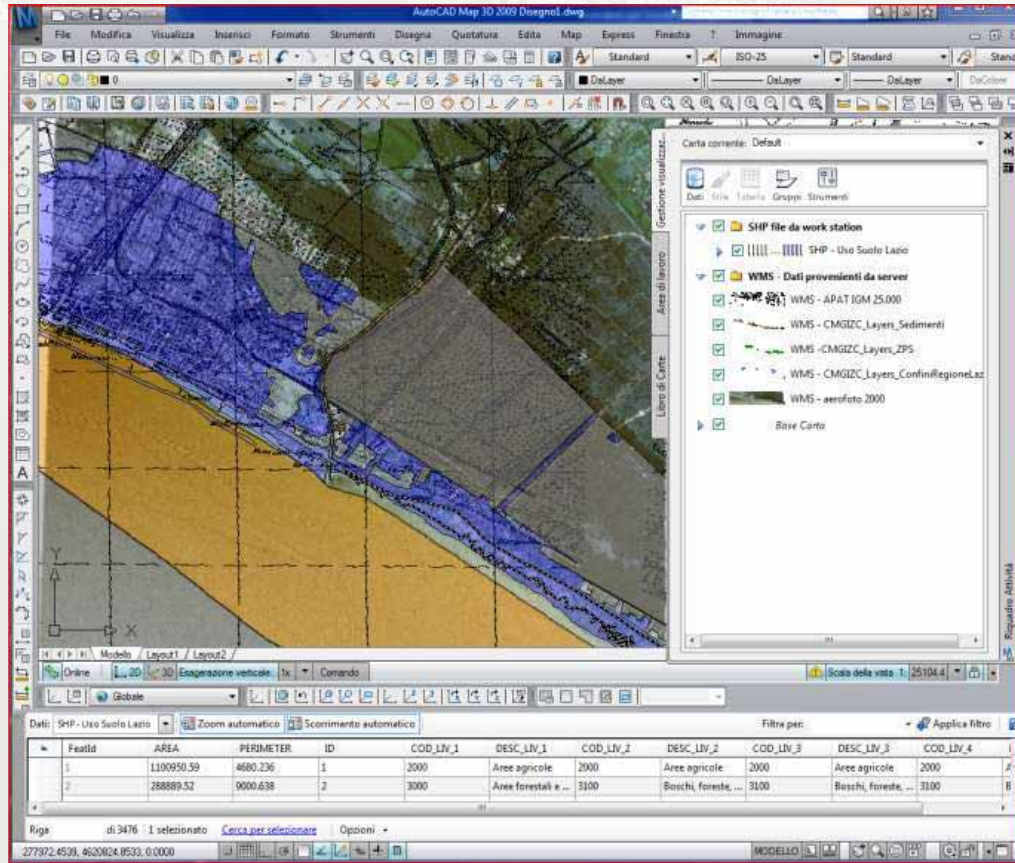 AutoCAD Map 3D 2009 Disegno1.dwg
File Modifica Visualizza Inserisci Formato Strumenti Disegna Quotatura Edita Map Express Finestra ? Immagine
Standard ISO-25 Standard
0 DaLayer DaLayer DaLayer DaColore
Carta corrente: Default
Dati Stile Tabella Gruppi Strumenti
Gestione visualizzaz...
Area di lavoro
Libro di Carte
SHP file da work station
... SHP - Uso Suolo Lazio
WMS - Dati provenienti da server
WMS - APAT IGM 25.000
WMS - CMGIZC_Layers_Sedimenti
WMS -CMGIZC_Layers_ZPS
WMS - CMGIZC_Layers_ConfiniRegioneLaz
WMS - aerofoto 2000
Base Carta
Riquadro Attività
Y
X
Modello Layout1 Layout2
Online 2D 3D Esagerazione verticale: 1x Comando
Scala della vista 1: 25104.4
Globale
Dati: SHP - Uso Suolo Lazio Zoom automatico Scorrimento automatico Filtra per: Applica filtro
FeatId AREA PERIMETER ID COD_LIV_1 DESC_LIV_1 COD_LIV_2 DESC_LIV_2 COD_LIV_3 DESC_LIV_3 COD_LIV_4
1 1100950.59 4680.236 1 2000 Aree agricole 2000 Aree agricole 2000 Aree agricole 2000
2 288889.52 9000.638 2 3000 Aree forestali e ... 3100 Boschi, foreste, ... 3100 Boschi, foreste, ... 3100
Riga di 3476 1 selezionato Cerca per selezionare Opzioni
277972.4539, 4620824.8533, 0.0000 MODELLO